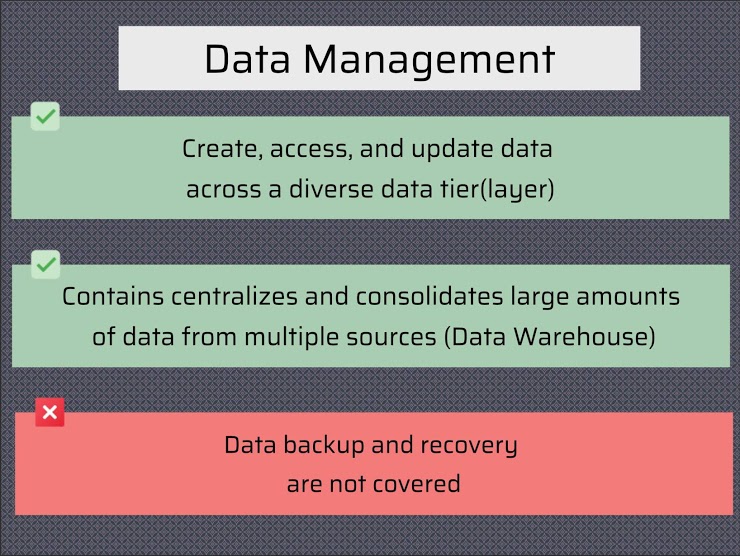 Data Management
Create, access, and update data
across a diverse data tier(layer)
Contains centralizes and consolidates large amounts
of data from multiple sources (Data Warehouse)
Data backup and recovery
are not covered